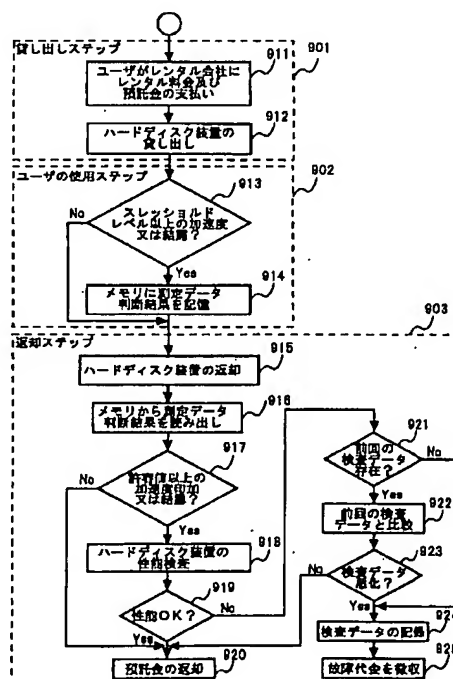 貸し出しステップ
901
911
ユーザがレンタル会社に
レンタル料金及び
預託金の支払い
912
ハードディスク装置の
貸し出し
ユーザの使用ステップ
902
913
スレッショルド
レベル以上の加速度
又は結露?
No
Yes
914
メモリに測定データ
判断結果を記憶
903
返却ステップ
915
ハードディスク装置の返却
916
メモリから測定データ
判断結果を読み出し
917
許容値以上の
加速度印加
又は結露?
No
Yes
918
ハードディスク装置の
性能検査
919
性能OK?
No
Yes
920
預託金の返却
921
前回の
検査データ
存在?
No
Yes
922
前回の検査
データと比較
923
検査データ
悪化?
No
Yes
924
検査データの記録
925
故障代金を徴収